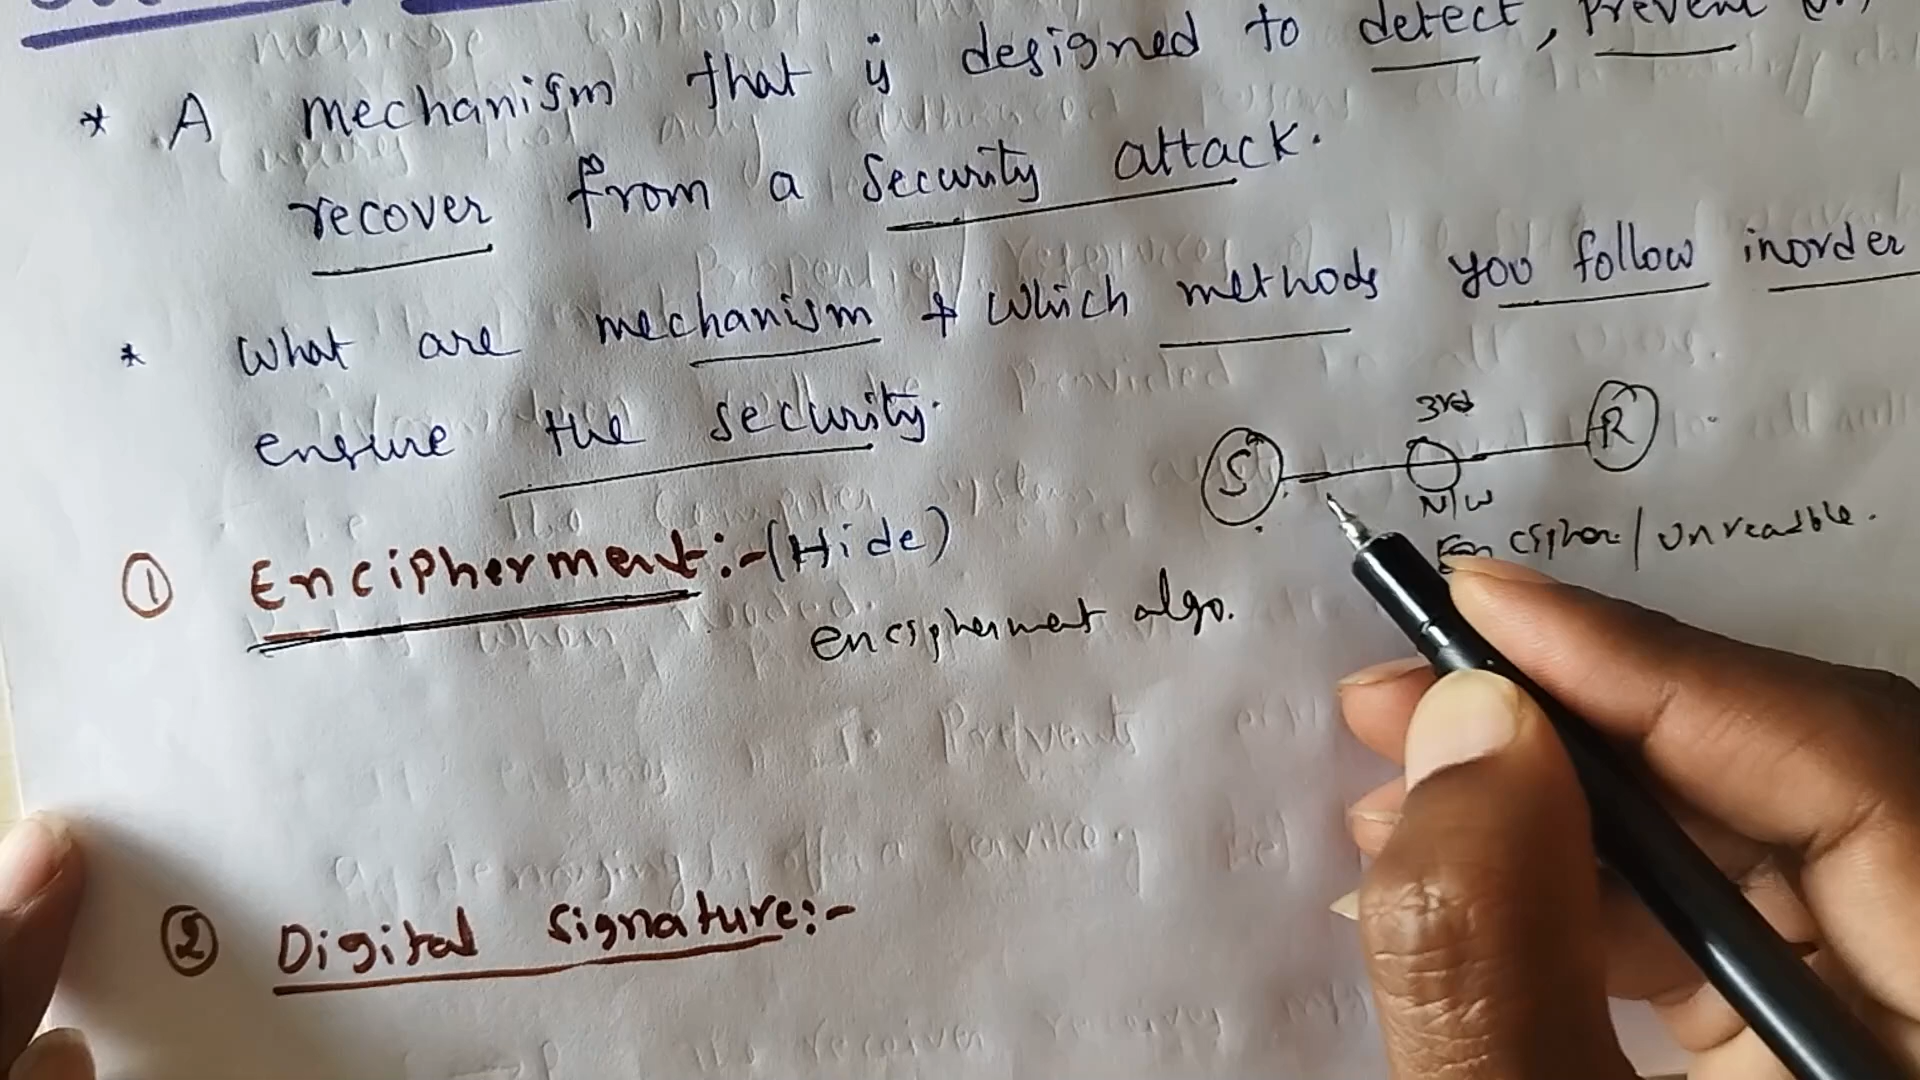 * A mechanism that is designed to detect, Prevent
recover from a Security attack.
* What are mechanism & which methods you follow inorder
ensure the security.
3rd
S
R
N/W
Encipher/Unreadble.
① Encipherment:-(Hide)
encipherment algo.
② Digital Signature:-